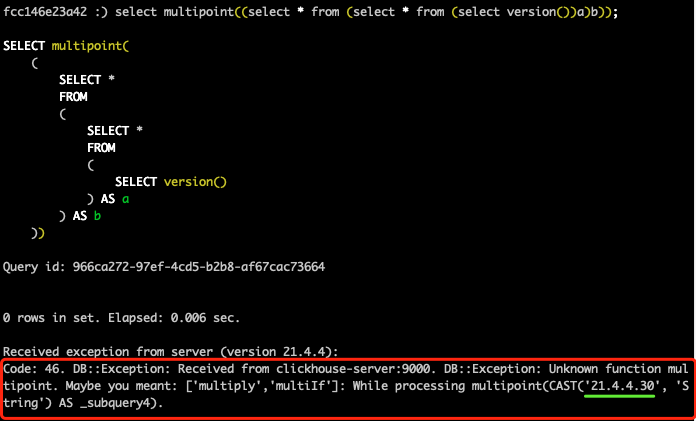 fcc146e23a42 :) select multipoint((select * from (select * from (select version())a)b));
SELECT multipoint(
(
SELECT *
FROM
(
SELECT *
FROM
(
SELECT version()
) AS a
) AS b
))
Query id: 966ca272-97ef-4cd5-b2b8-af67cac73664
0 rows in set. Elapsed: 0.006 sec.
Received exception from server (version 21.4.4):
Code: 46. DB::Exception: Received from clickhouse-server:9000. DB::Exception: Unknown function mul
tipoint. Maybe you meant: ['multiply','multiIf']: While processing multipoint(CAST('21.4.4.30', 'S
tring') AS _subquery4).